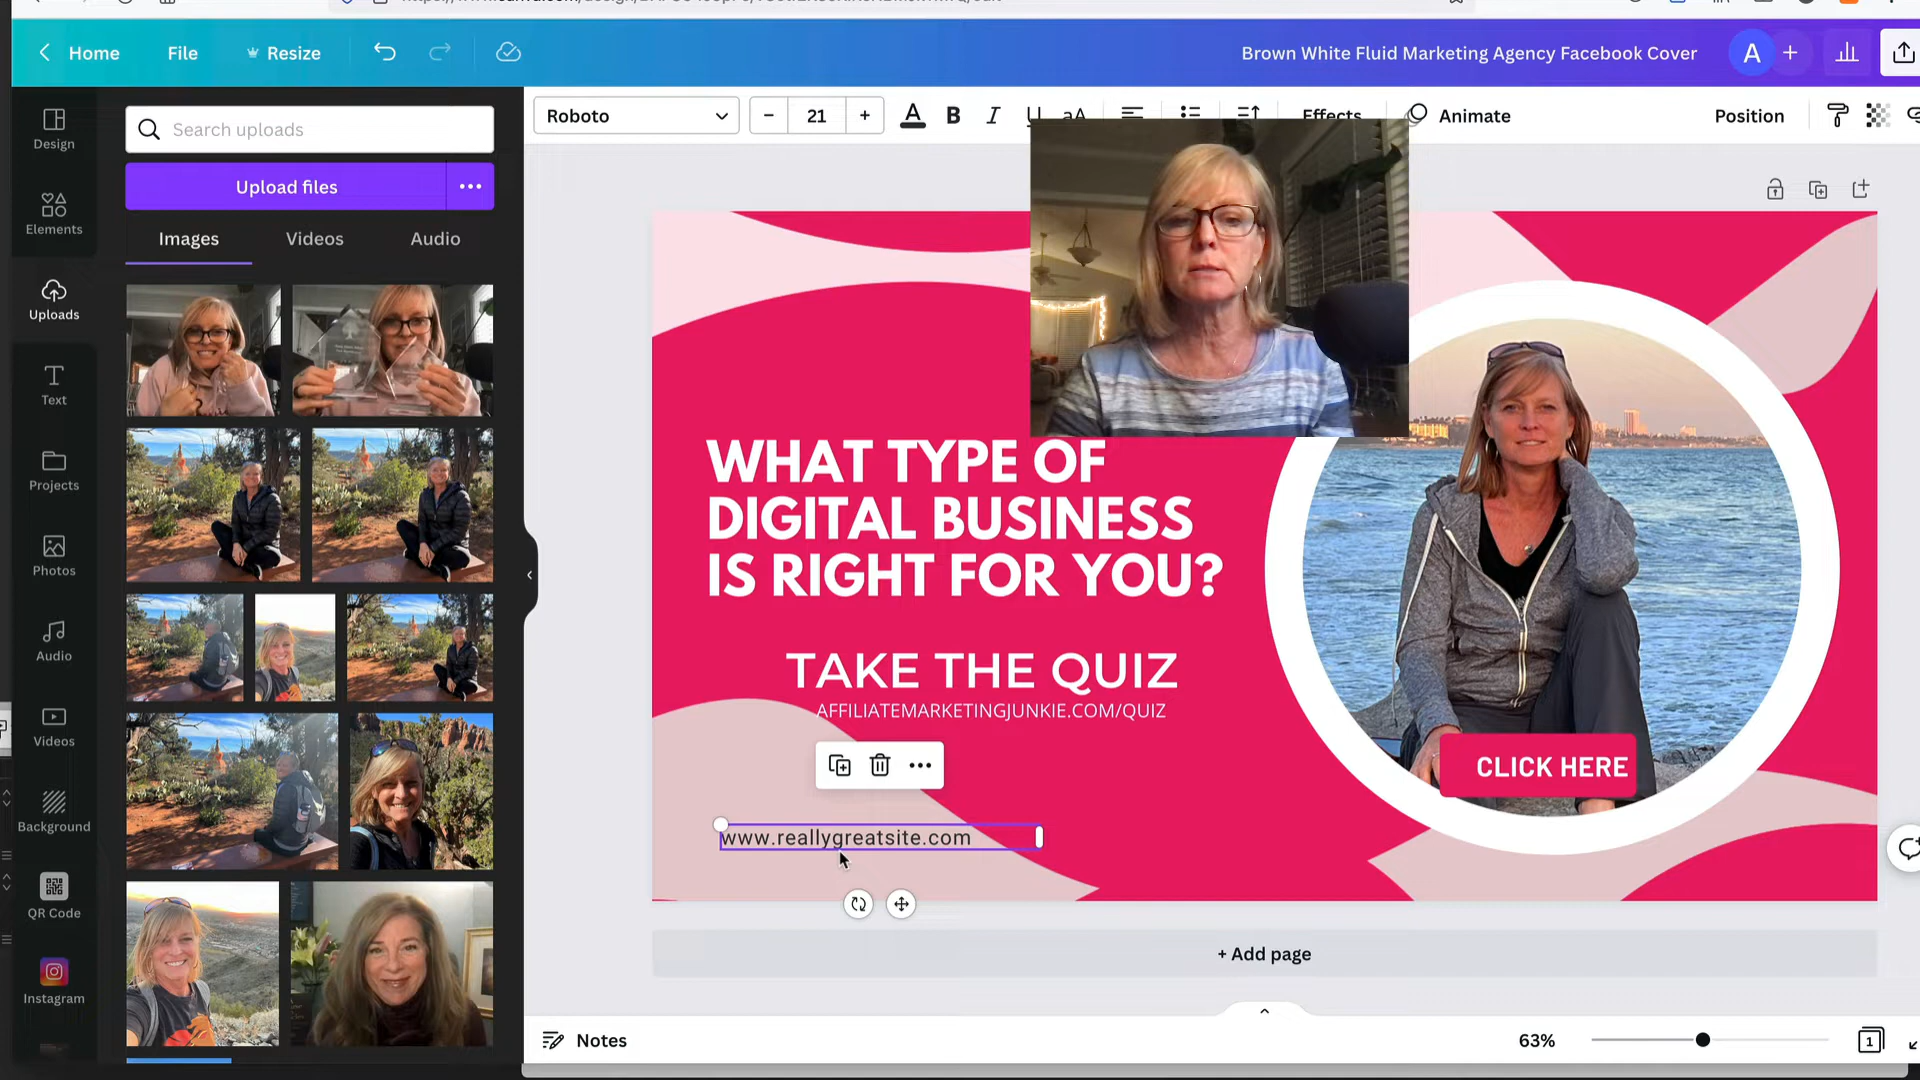 Home
File
Resize
Brown White Fluid Marketing Agency Facebook Cover
A
Design
Elements
Uploads
Text
Projects
Photos
Audio
Videos
Background
QR Code
Instagram
Search uploads
Upload files
Images
Videos
Audio
Roboto
21
A
B
I
U
aA
Effects
Animate
Position
WHAT TYPE OF
DIGITAL BUSINESS
IS RIGHT FOR YOU?
TAKE THE QUIZ
AFFILIATEMARKETINGJUNKIE.COM/QUIZ
CLICK HERE
www.reallygreatsite.com
+ Add page
Notes
63%
1